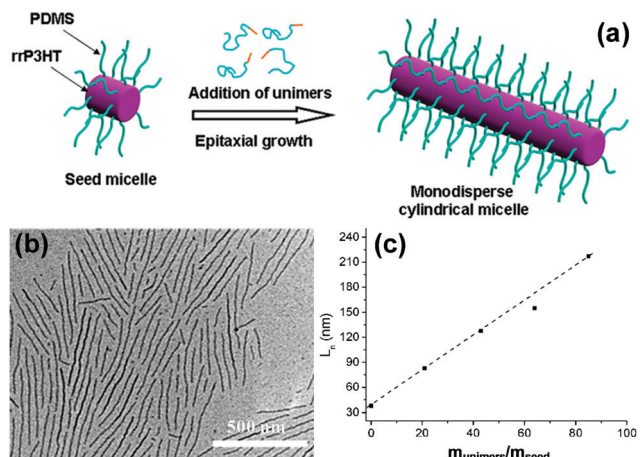 PDMS
rrP3HT
Seed micelle
Addition of unimers
Epitaxial growth
(a)
Monodisperse
cylindrical micelle
(b)
500 nm
(c)
240
210
180
150
120
90
60
30
Ln (nm)
0 20 40 60 80 100
munimers/mseed